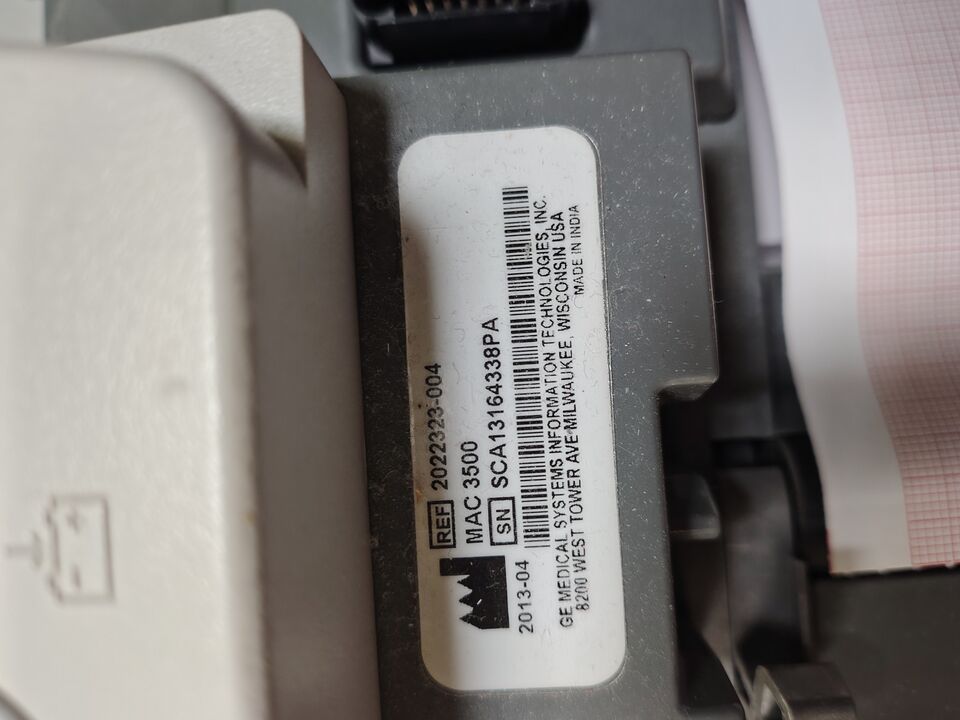 REF 2022323-004
MAC 3500
SN SCA13164338PA
2013-04
GE MEDICAL SYSTEMS INFORMATION TECHNOLOGIES, INC.
8200 WEST TOWER AVE MILWAUKEE, WISCONSIN USA
MADE IN INDIA